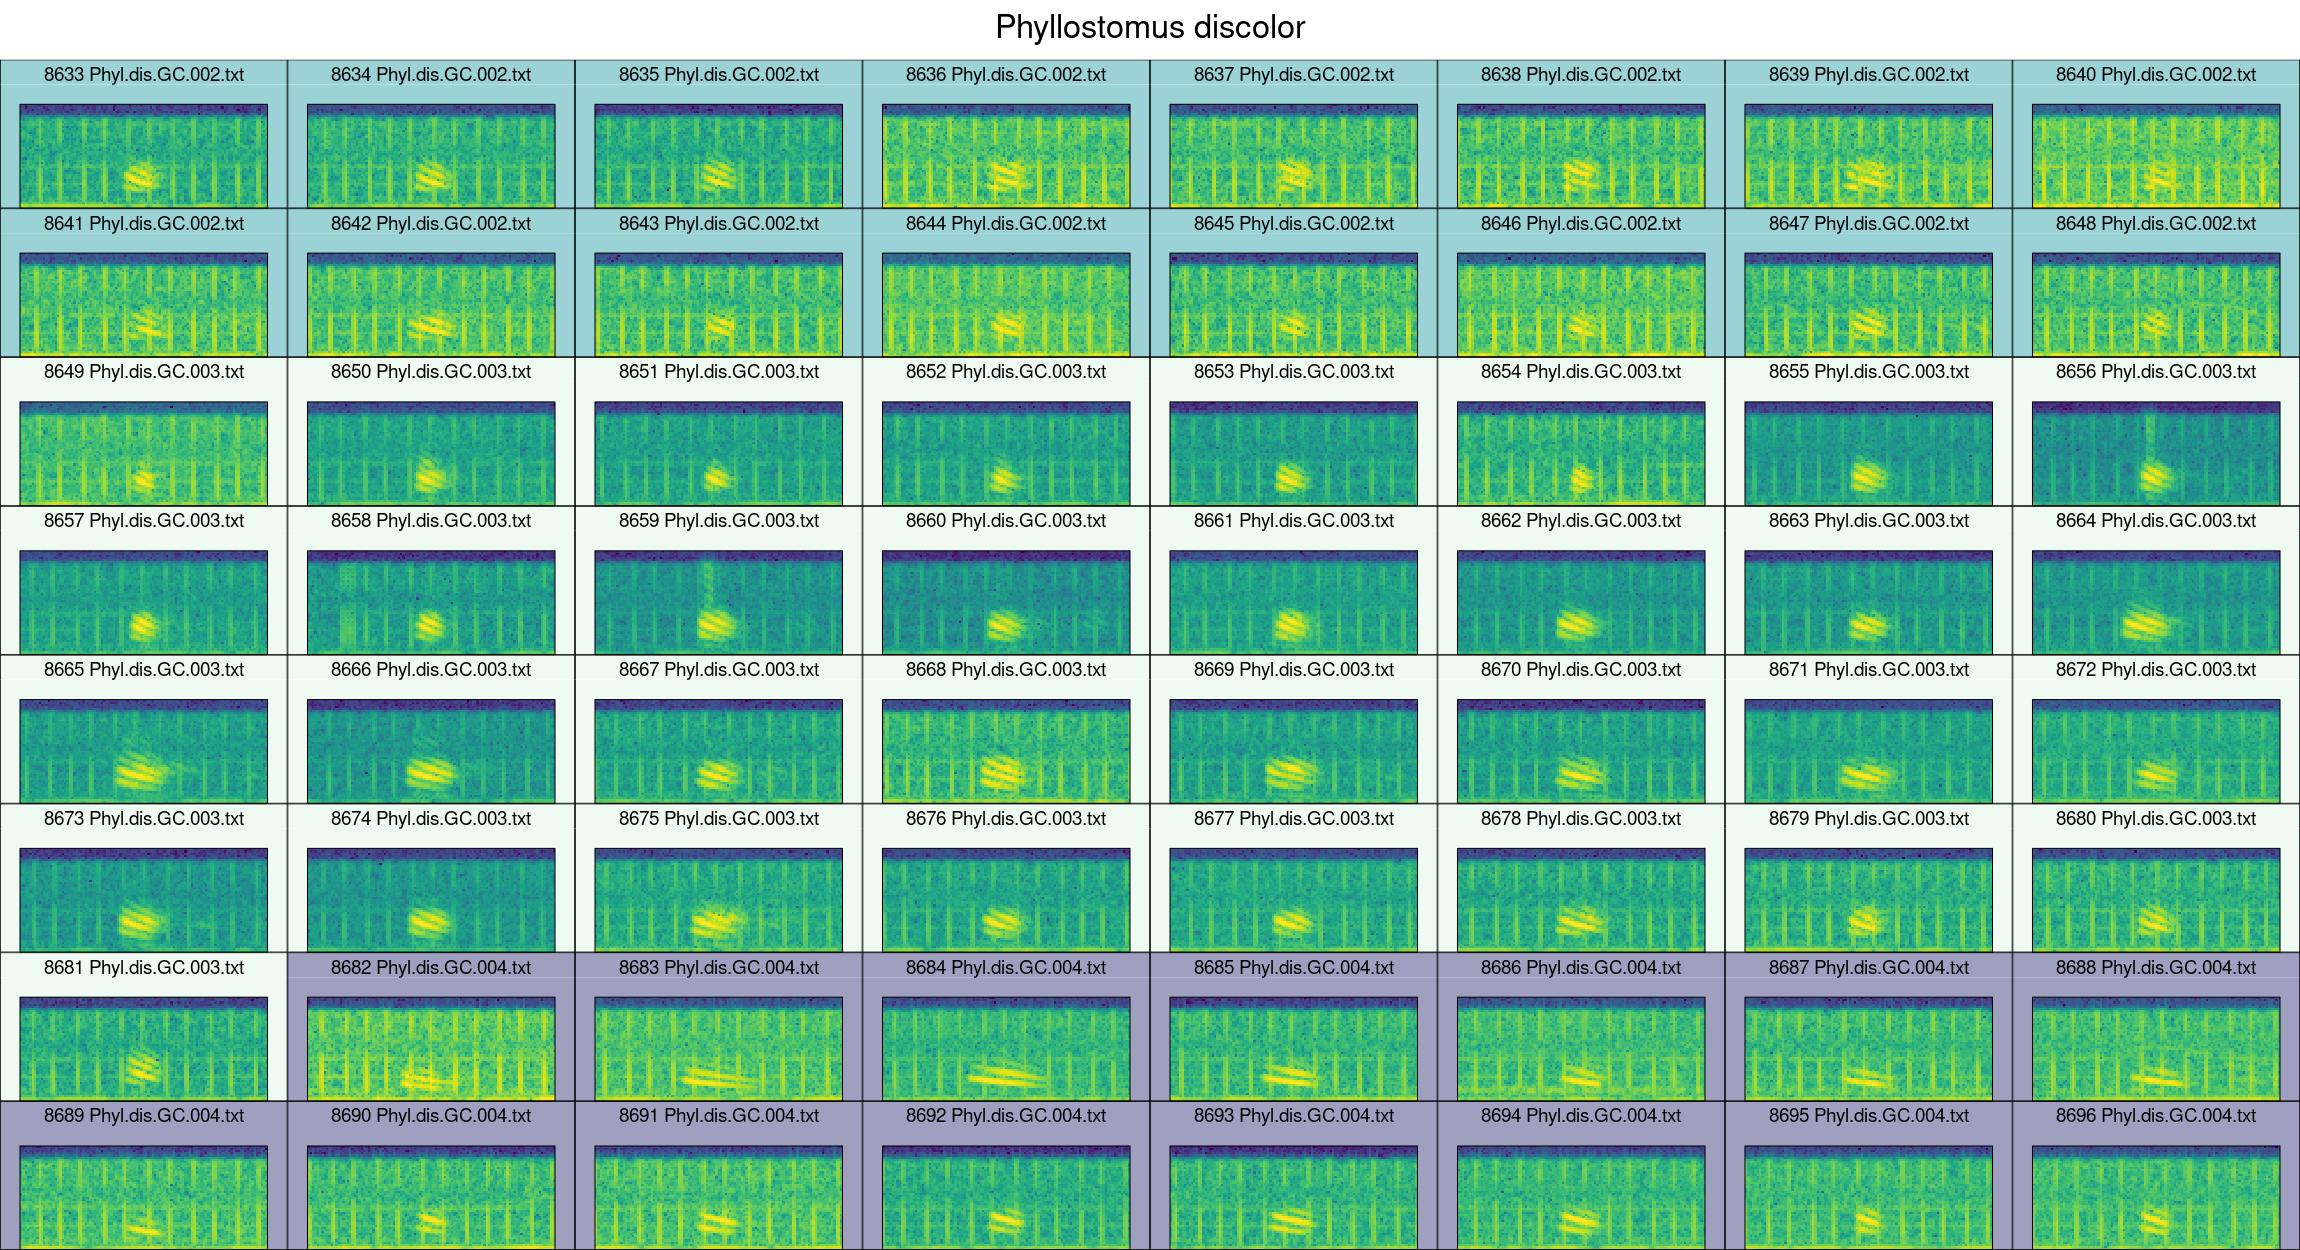 Phyllostomus discolor
8633 Phyl.dis.GC.002.txt 8634 Phyl.dis.GC.002.txt 8635 Phyl.dis.GC.002.txt 8636 Phyl.dis.GC.002.txt 8637 Phyl.dis.GC.002.txt 8638 Phyl.dis.GC.002.txt 8639 Phyl.dis.GC.002.txt 8640 Phyl.dis.GC.002.txt
8641 Phyl.dis.GC.002.txt 8642 Phyl.dis.GC.002.txt 8643 Phyl.dis.GC.002.txt 8644 Phyl.dis.GC.002.txt 8645 Phyl.dis.GC.002.txt 8646 Phyl.dis.GC.002.txt 8647 Phyl.dis.GC.002.txt 8648 Phyl.dis.GC.002.txt
8649 Phyl.dis.GC.003.txt 8650 Phyl.dis.GC.003.txt 8651 Phyl.dis.GC.003.txt 8652 Phyl.dis.GC.003.txt 8653 Phyl.dis.GC.003.txt 8654 Phyl.dis.GC.003.txt 8655 Phyl.dis.GC.003.txt 8656 Phyl.dis.GC.003.txt
8657 Phyl.dis.GC.003.txt 8658 Phyl.dis.GC.003.txt 8659 Phyl.dis.GC.003.txt 8660 Phyl.dis.GC.003.txt 8661 Phyl.dis.GC.003.txt 8662 Phyl.dis.GC.003.txt 8663 Phyl.dis.GC.003.txt 8664 Phyl.dis.GC.003.txt
8665 Phyl.dis.GC.003.txt 8666 Phyl.dis.GC.003.txt 8667 Phyl.dis.GC.003.txt 8668 Phyl.dis.GC.003.txt 8669 Phyl.dis.GC.003.txt 8670 Phyl.dis.GC.003.txt 8671 Phyl.dis.GC.003.txt 8672 Phyl.dis.GC.003.txt
8673 Phyl.dis.GC.003.txt 8674 Phyl.dis.GC.003.txt 8675 Phyl.dis.GC.003.txt 8676 Phyl.dis.GC.003.txt 8677 Phyl.dis.GC.003.txt 8678 Phyl.dis.GC.003.txt 8679 Phyl.dis.GC.003.txt 8680 Phyl.dis.GC.003.txt
8681 Phyl.dis.GC.003.txt 8682 Phyl.dis.GC.004.txt 8683 Phyl.dis.GC.004.txt 8684 Phyl.dis.GC.004.txt 8685 Phyl.dis.GC.004.txt 8686 Phyl.dis.GC.004.txt 8687 Phyl.dis.GC.004.txt 8688 Phyl.dis.GC.004.txt
8689 Phyl.dis.GC.004.txt 8690 Phyl.dis.GC.004.txt 8691 Phyl.dis.GC.004.txt 8692 Phyl.dis.GC.004.txt 8693 Phyl.dis.GC.004.txt 8694 Phyl.dis.GC.004.txt 8695 Phyl.dis.GC.004.txt 8696 Phyl.dis.GC.004.txt